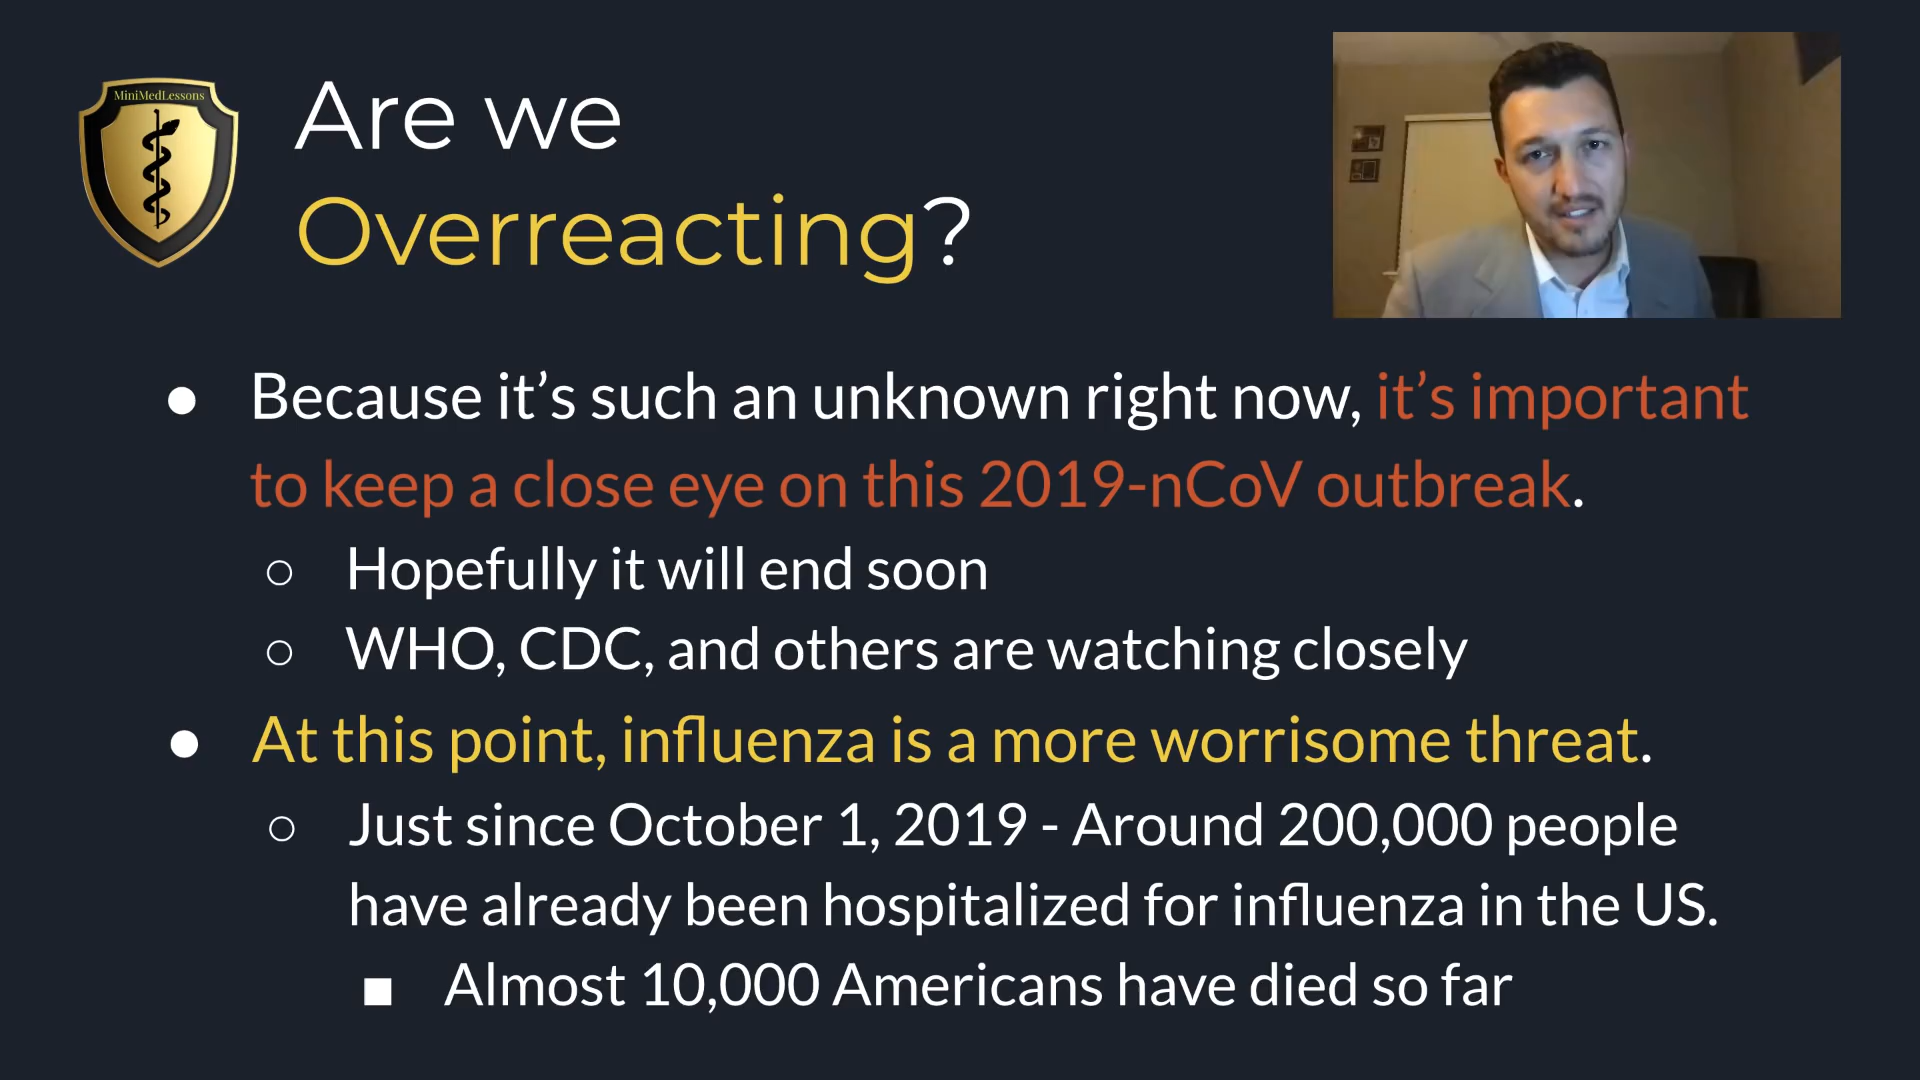 MiniMedLessons
Are we
Overreacting?
● Because it’s such an unknown right now, it’s important
to keep a close eye on this 2019-nCoV outbreak.
○ Hopefully it will end soon
○ WHO, CDC, and others are watching closely
● At this point, influenza is a more worrisome threat.
○ Just since October 1, 2019 - Around 200,000 people
have already been hospitalized for influenza in the US.
■ Almost 10,000 Americans have died so far